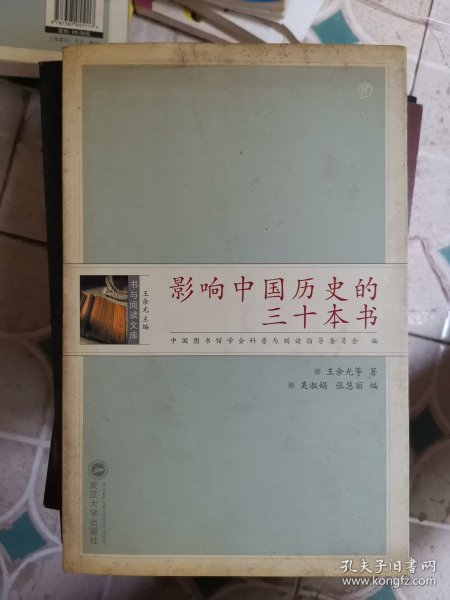 影响中国历史的
三十本书
中国图书馆学会科普与阅读指导委员会 编
王余光等 著
吴淑娟 张慧丽 编
书与阅读文库
王余光主编
武汉大学出版社
孔夫子旧书网
www.kongfz.com